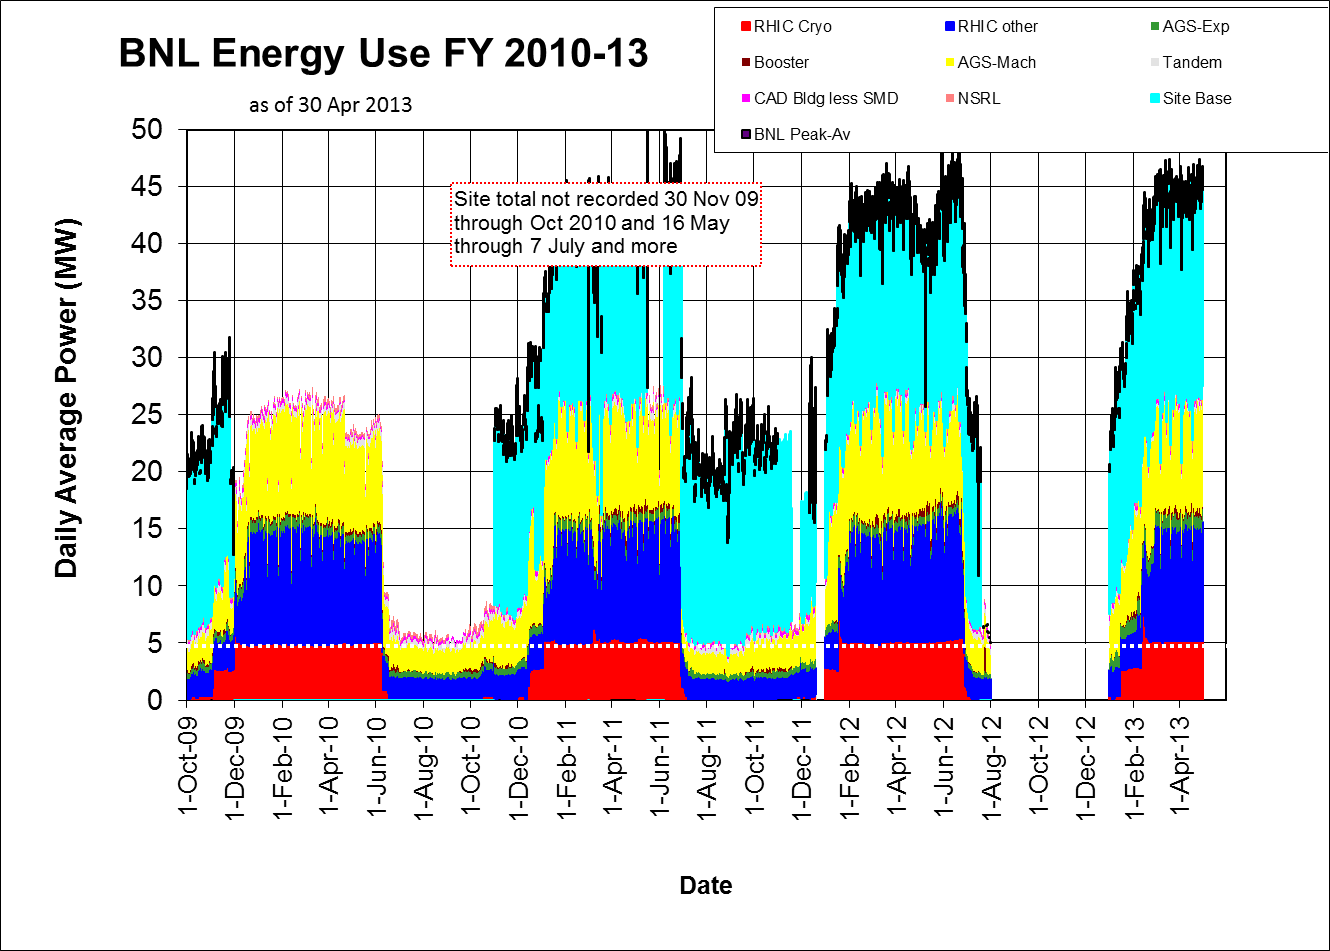 BNL Energy Use FY 2010-13
as of 30 Apr 2013
RHIC Cryo
RHIC other
AGS-Exp
Booster
AGS-Mach
Tandem
CAD Bldg less SMD
NSRL
Site Base
BNL Peak-Av
Site total not recorded 30 Nov 09
through Oct 2010 and 16 May
through 7 July and more
Daily Average Power (MW)
50
45
40
35
30
25
20
15
10
5
0
1-Oct-09
1-Dec-09
1-Feb-10
1-Apr-10
1-Jun-10
1-Aug-10
1-Oct-10
1-Dec-10
1-Feb-11
1-Apr-11
1-Jun-11
1-Aug-11
1-Oct-11
1-Dec-11
1-Feb-12
1-Apr-12
1-Jun-12
1-Aug-12
1-Oct-12
1-Dec-12
1-Feb-13
1-Apr-13
Date